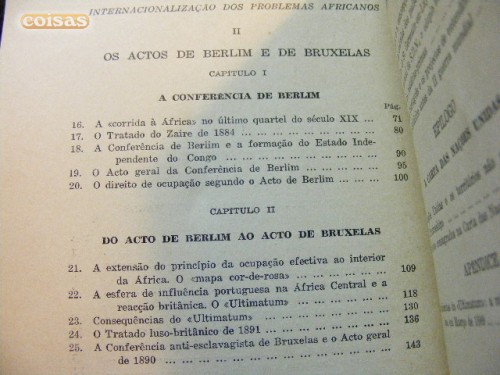 coisas
INTERNACIONALIZAÇÃO DOS PROBLEMAS AFRICANOS
II
OS ACTOS DE BERLIM E DE BRUXELAS
CAPITULO I
A CONFERÊNCIA DE BERLIM
Pág.
16. A «corrida à África» no último quartel do século XIX ... 71
17. O Tratado do Zaire de 1884 ... ... ... ... ... ... ... 80
18. A Conferência de Berlim e a formação do Estado Inde-
pendente do Congo ... ... ... ... ... ... ... ... 90
19. O Acto geral da Conferência de Berlim ... ... ... ... 95
20. O direito de ocupação segundo o Acto de Berlim ... ... ... 100
CAPITULO II
DO ACTO DE BERLIM AO ACTO DE BRUXELAS
21. A extensão do princípio da ocupação efectiva ao interior
da África. O «mapa cor-de-rosa» ... ... ... ... ... 109
22. A esfera de influência portuguesa na África Central e a
reacção britânica. O «Ultimatum» ... ... ... ... ... 118
23. Consequências do «Ultimatum» ... ... ... ... ... ... 130
24. O Tratado luso-britânico de 1891 ... ... ... ... ... ... 136
25. A Conferência anti-esclavagista de Bruxelas e o Acto geral
de 1890 ... ... ... ... ... ... ... ... ... ... 143
EPÍLOGO
A CARTA DAS NAÇÕES UNIDAS